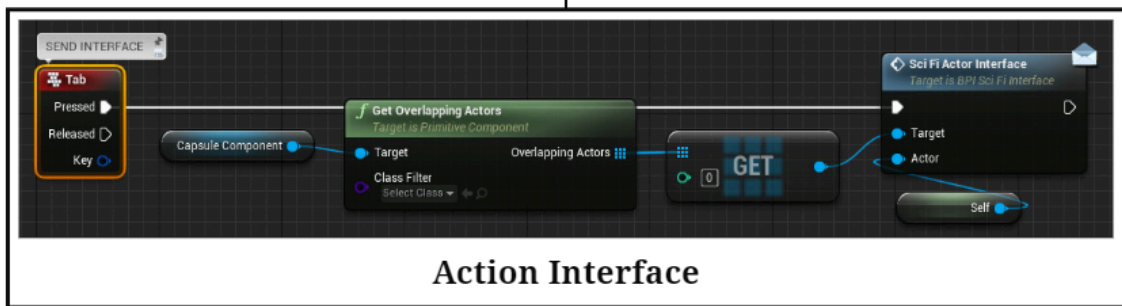 SEND INTERFACE
Tab
Pressed
Released
Key
Capsule Component
f Get Overlapping Actors
Target is Primitive Component
Target
Overlapping Actors
Class Filter
Select Class
0
GET
Sci Fi Actor Interface
Target is BPI Sci Fi Interface
Target
Actor
Self
Action Interface